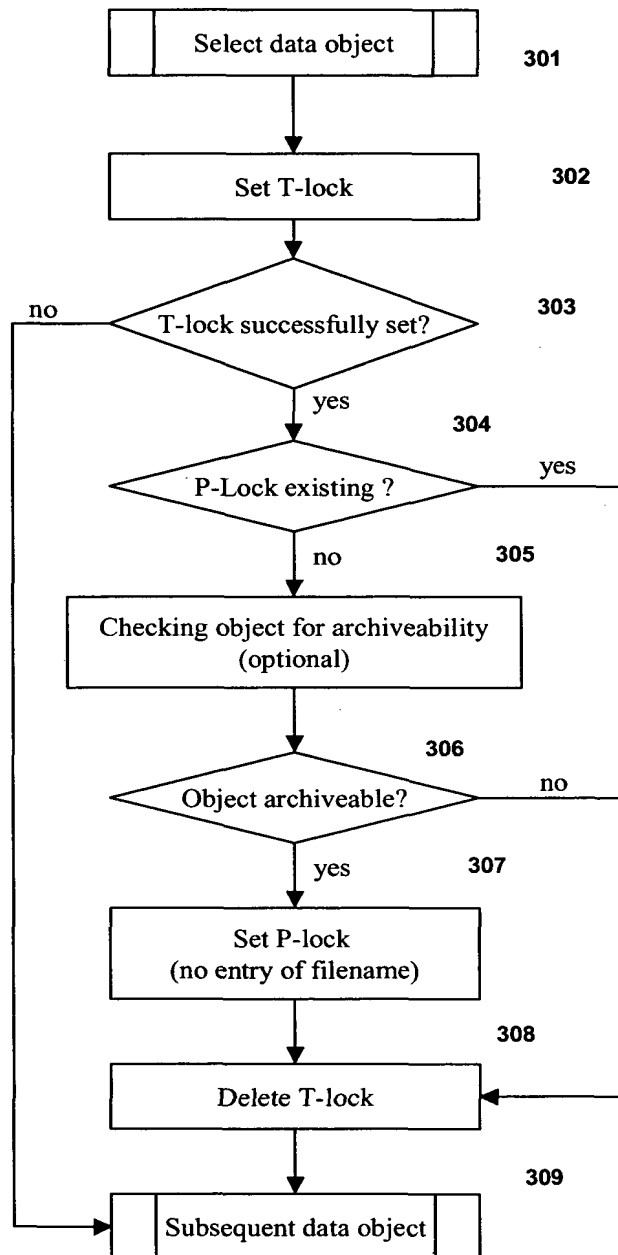 Select data object
301
Set T-lock
302
T-lock successfully set?
303
no
yes
304
P-Lock existing ?
yes
no
305
Checking object for archiveability
(optional)
306
Object archiveable?
no
yes
307
Set P-lock
(no entry of filename)
308
Delete T-lock
309
Subsequent data object